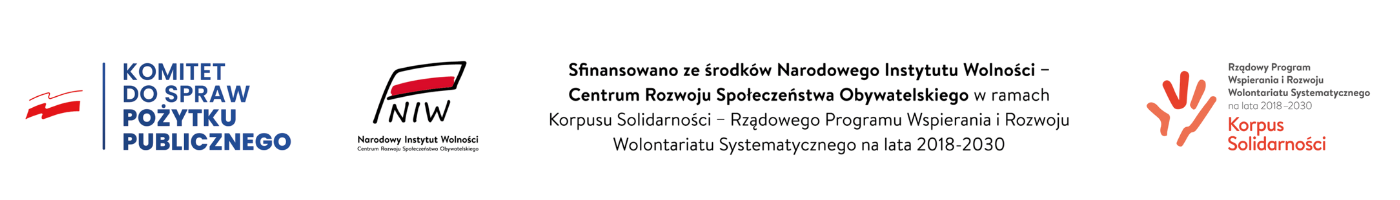 KOMITET
DO SPRAW
POŻYTKU
PUBLICZNEGO
NIW
Narodowy Instytut Wolności
Centrum Rozwoju Społeczeństwa Obywatelskiego
Sfinansowano ze środków Narodowego Instytutu Wolności –
Centrum Rozwoju Społeczeństwa Obywatelskiego w ramach
Korpusu Solidarności – Rządowego Programu Wspierania i Rozwoju
Wolontariatu Systematycznego na lata 2018-2030
Rządowy Program
Wspierania i Rozwoju
Wolontariatu Systematycznego
na lata 2018–2030
Korpus
Solidarności